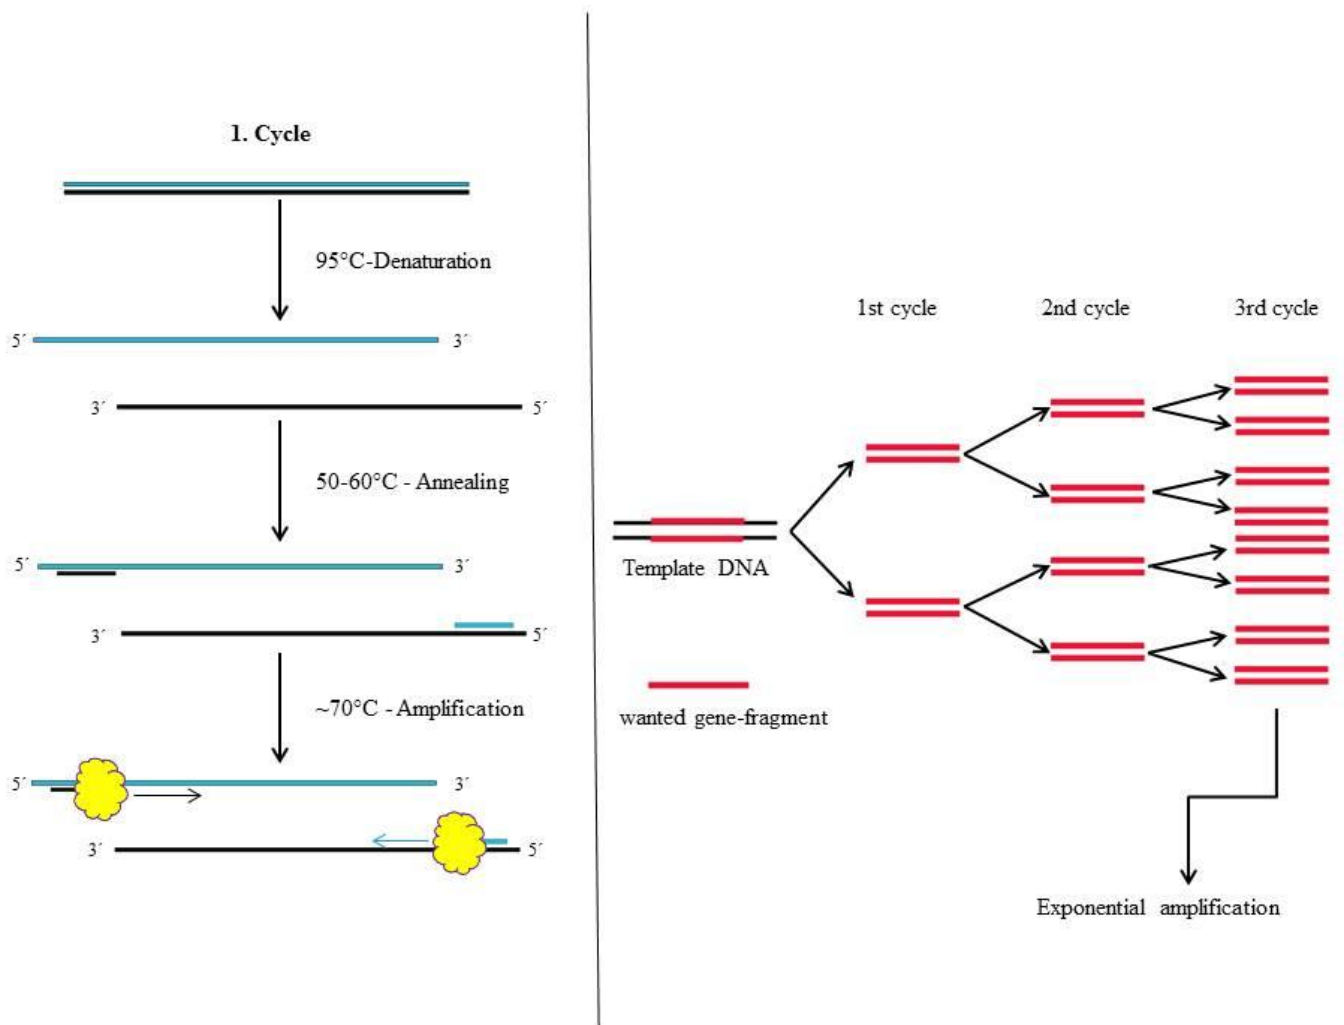 1. Cycle
95°C-Denaturation
5´
3´
3´
5´
50-60°C - Annealing
5´
3´
3´
5´
~70°C - Amplification
5´
3´
3´
5´
1st cycle
2nd cycle
3rd cycle
Template DNA
wanted gene-fragment
Exponential amplification